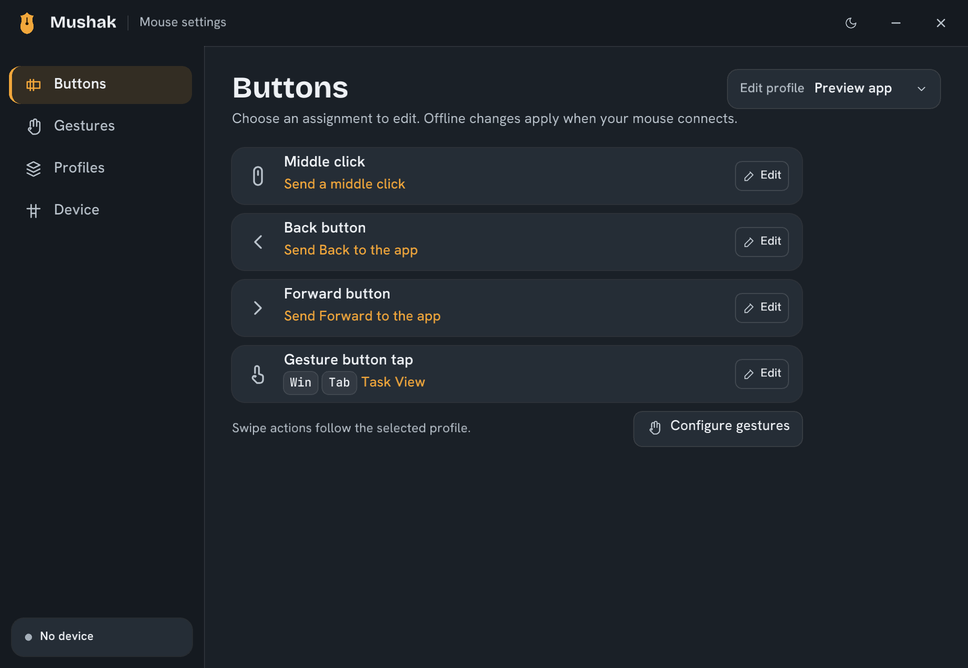 Mushak Mouse settings
Buttons
Gestures
Profiles
Device
No device
Buttons
Edit profile Preview app
Choose an assignment to edit. Offline changes apply when your mouse connects.
Middle click
Send a middle click
Edit
Back button
Send Back to the app
Edit
Forward button
Send Forward to the app
Edit
Gesture button tap
Win Tab Task View
Edit
Swipe actions follow the selected profile.
Configure gestures